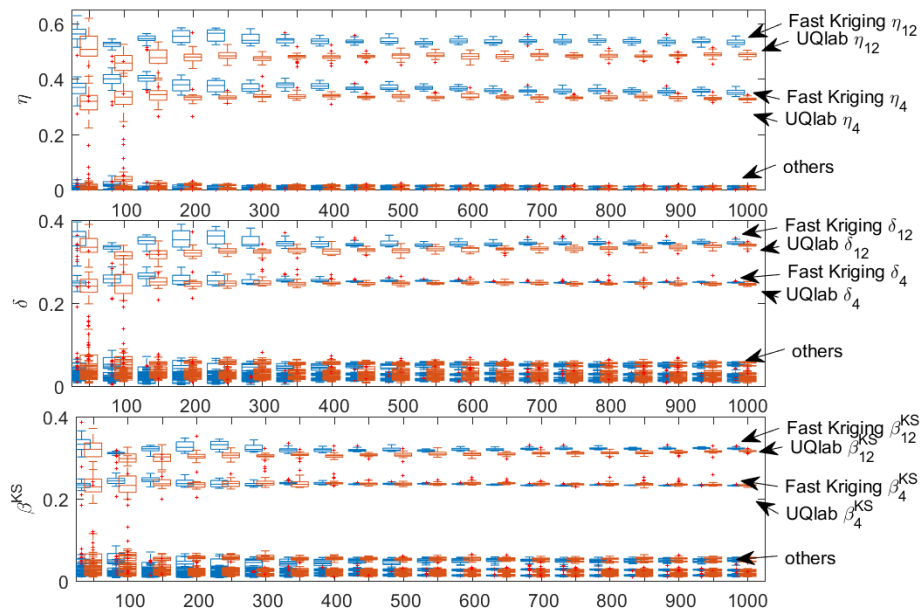 0.6
0.4
0.2
0
η
Fast Kriging η12
UQlab η12
Fast Kriging η4
UQlab η4
others
100 200 300 400 500 600 700 800 900 1000
0.4
0.2
0
δ
Fast Kriging δ12
UQlab δ12
Fast Kriging δ4
UQlab δ4
others
100 200 300 400 500 600 700 800 900 1000
0.4
0.2
0
βKS
Fast Kriging β12KS
UQlab β12KS
Fast Kriging β4KS
UQlab β4KS
others
100 200 300 400 500 600 700 800 900 1000